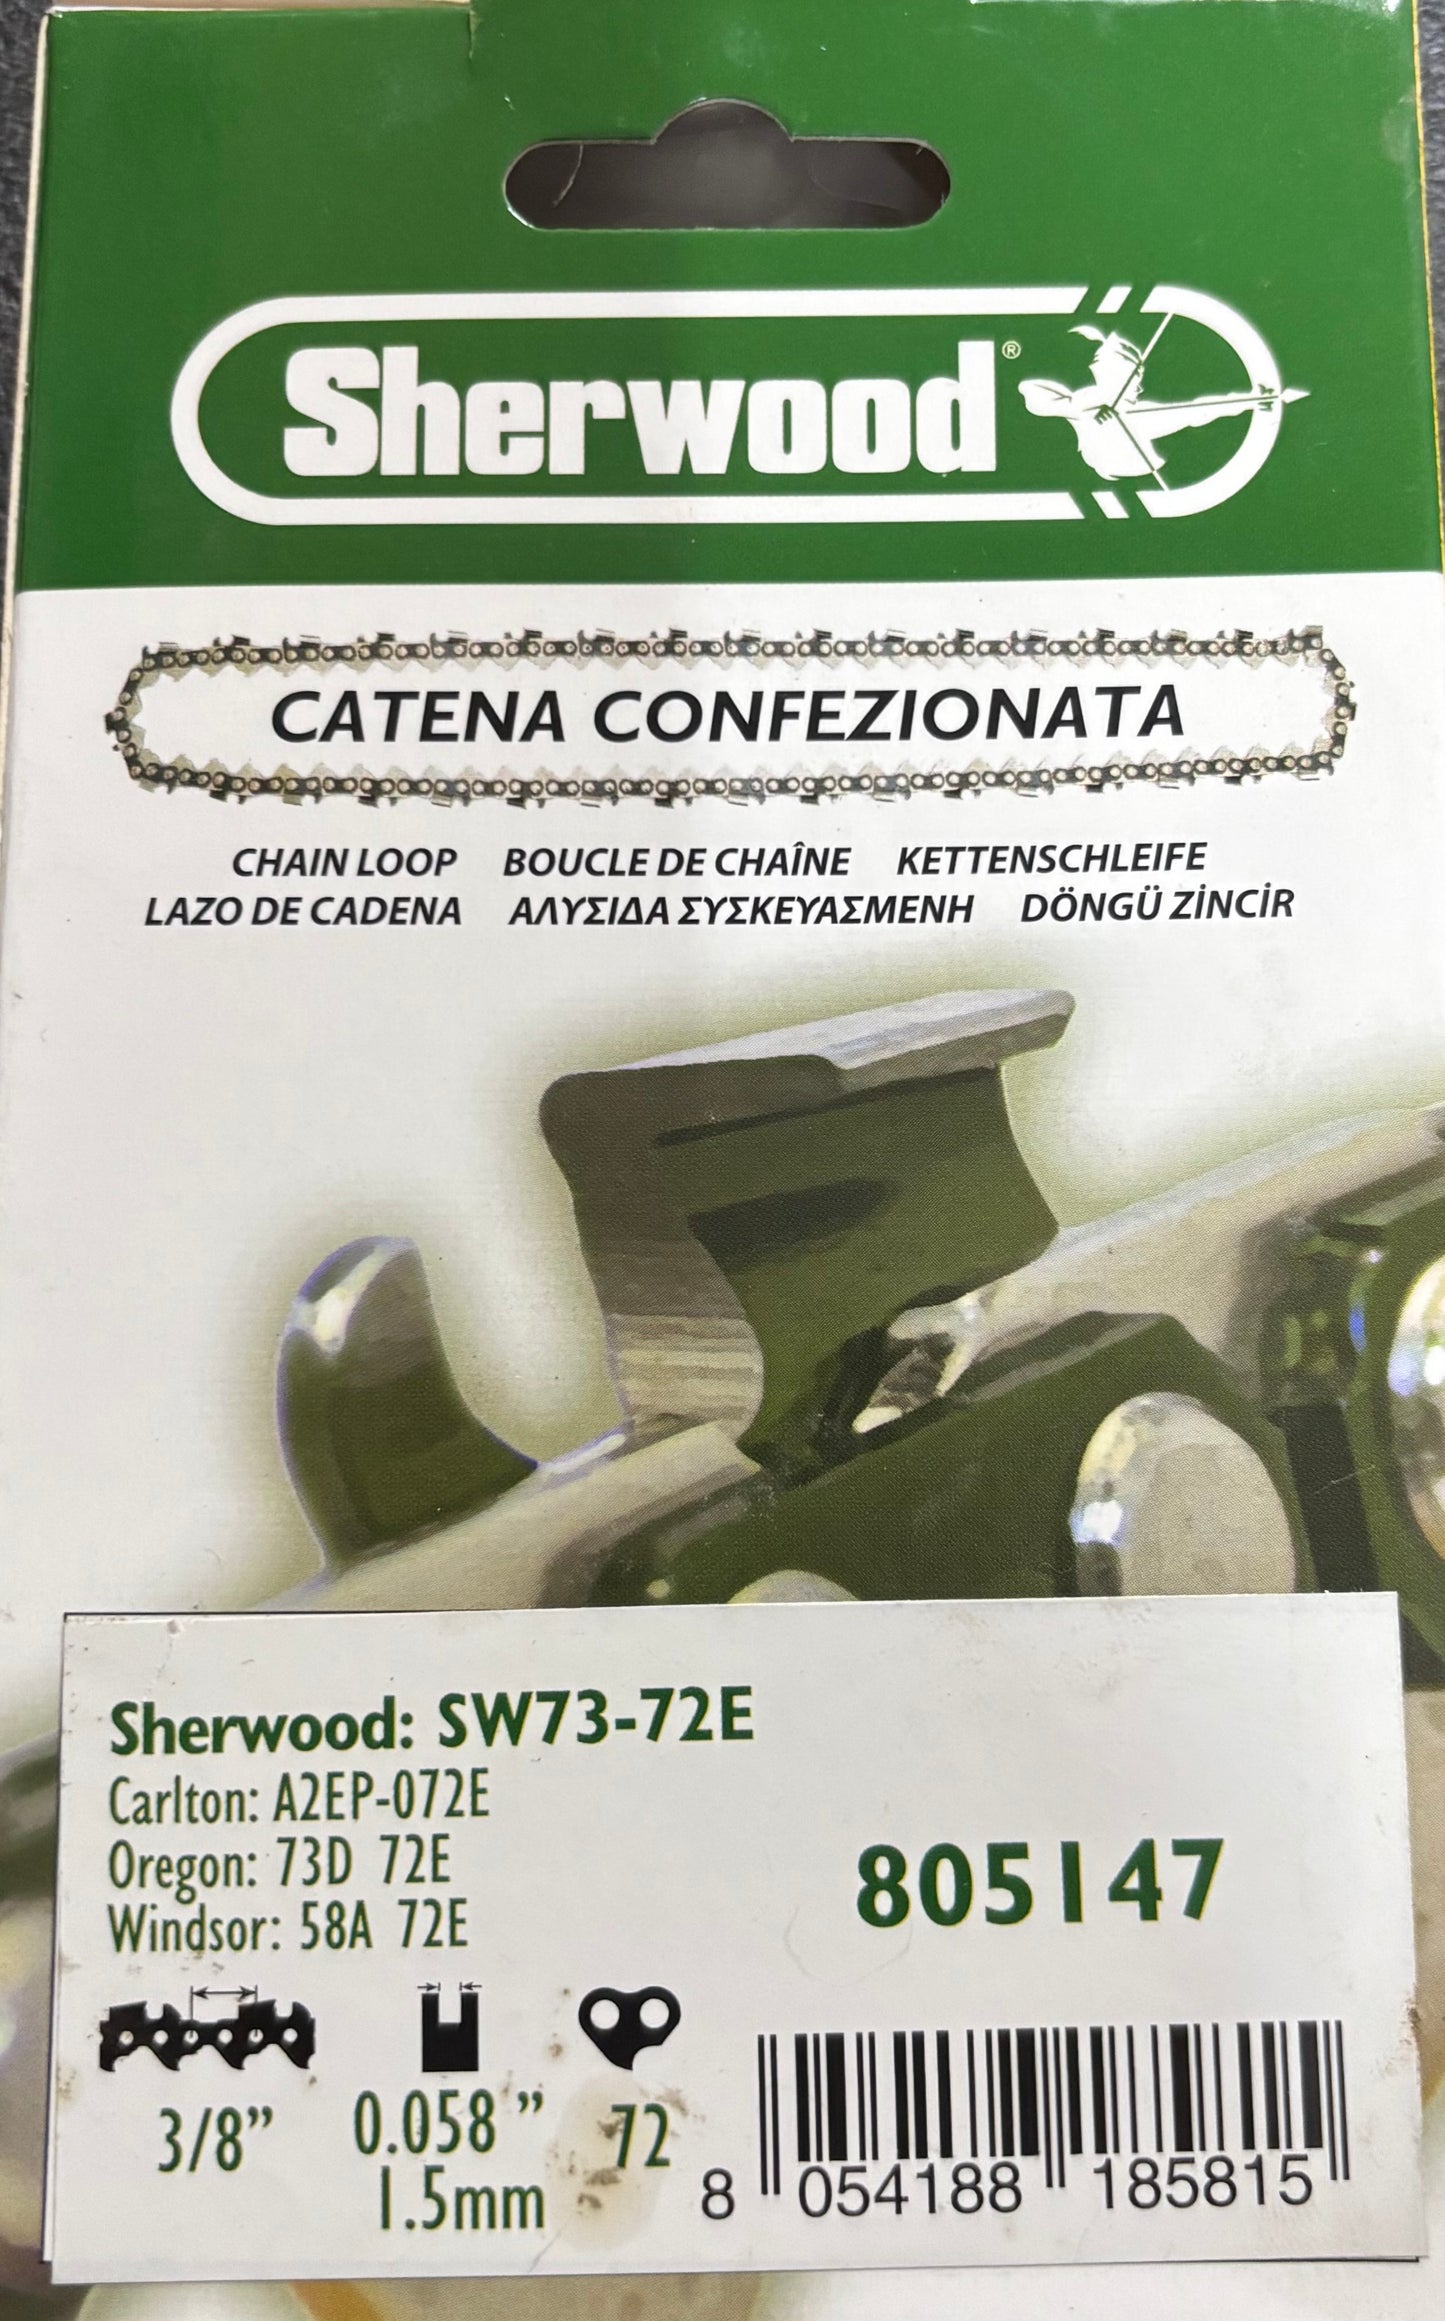 Sherwood®
CATENA CONFEZIONATA
CHAIN LOOP BOUCLE DE CHAÎNE KETTENSCHLEIFE
LAZO DE CADENA ΑΛΥΣΙΔΑ ΣΥΣΚΕΥΑΣΜΕΝΗ DÖNGÜ ZİNCİR
Sherwood: SW73-72E
Carlton: A2EP-072E
Oregon: 73D 72E
Windsor: 58A 72E
805147
3/8” 0.058 ” 72
1.5mm
8 054188 185815